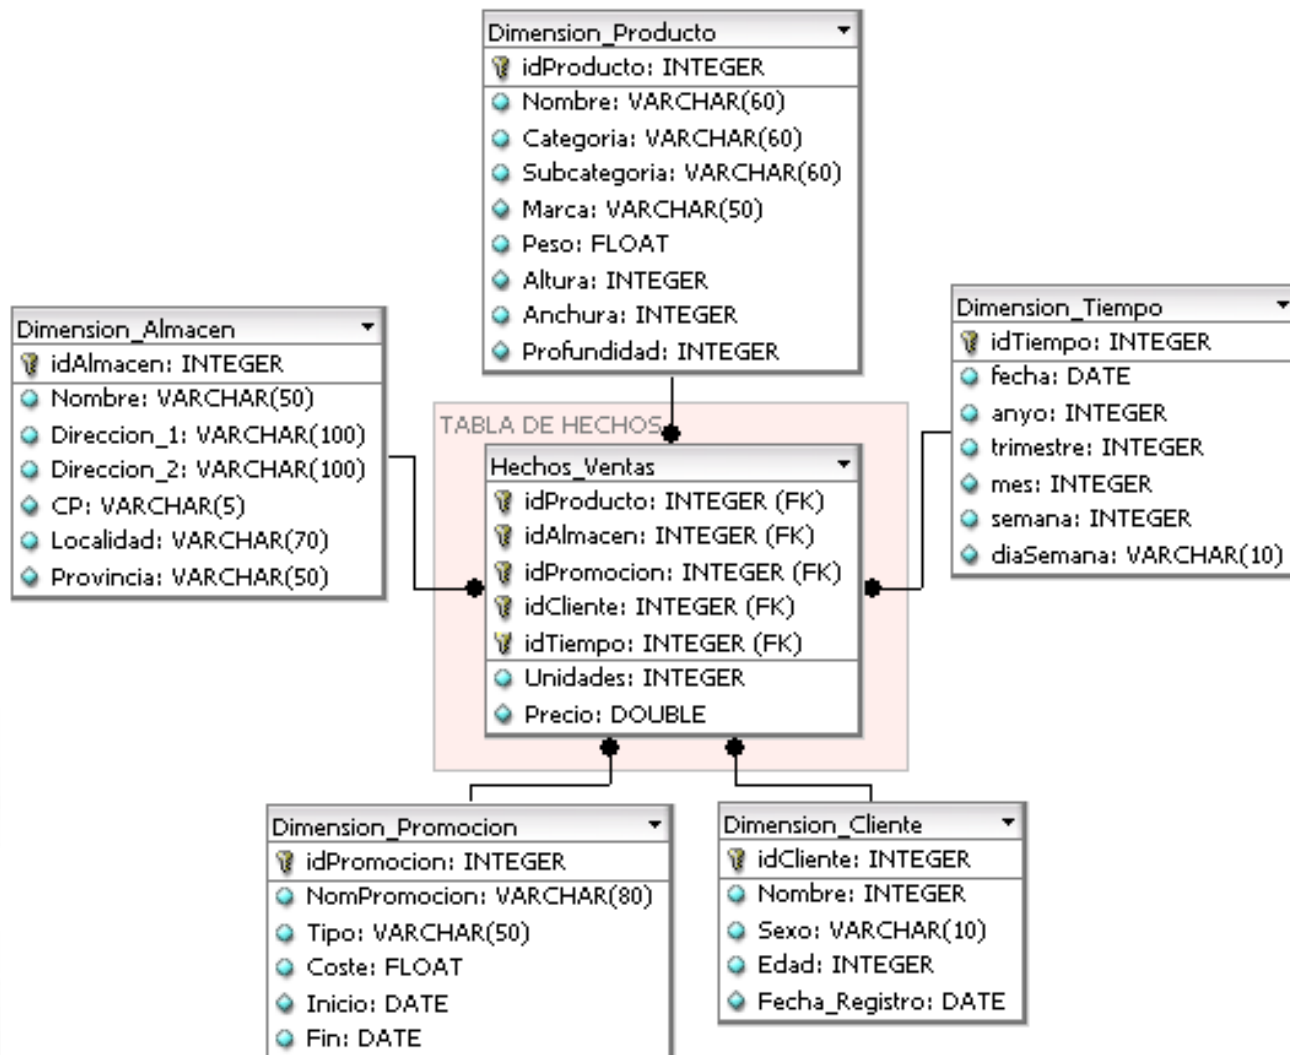 Dimension_Producto
idProducto: INTEGER
Nombre: VARCHAR(60)
Categoria: VARCHAR(60)
Subcategoria: VARCHAR(60)
Marca: VARCHAR(50)
Peso: FLOAT
Altura: INTEGER
Anchura: INTEGER
Profundidad: INTEGER
Dimension_Almacen
idAlmacen: INTEGER
Nombre: VARCHAR(50)
Direccion_1: VARCHAR(100)
Direccion_2: VARCHAR(100)
CP: VARCHAR(5)
Localidad: VARCHAR(70)
Provincia: VARCHAR(50)
Dimension_Tiempo
idTiempo: INTEGER
fecha: DATE
anyo: INTEGER
trimestre: INTEGER
mes: INTEGER
semana: INTEGER
diaSemana: VARCHAR(10)
TABLA DE HECHOS
Hechos_Ventas
idProducto: INTEGER (FK)
idAlmacen: INTEGER (FK)
idPromocion: INTEGER (FK)
idCliente: INTEGER (FK)
idTiempo: INTEGER (FK)
Unidades: INTEGER
Precio: DOUBLE
Dimension_Promocion
idPromocion: INTEGER
NomPromocion: VARCHAR(80)
Tipo: VARCHAR(50)
Coste: FLOAT
Inicio: DATE
Fin: DATE
Dimension_Cliente
idCliente: INTEGER
Nombre: INTEGER
Sexo: VARCHAR(10)
Edad: INTEGER
Fecha_Registro: DATE